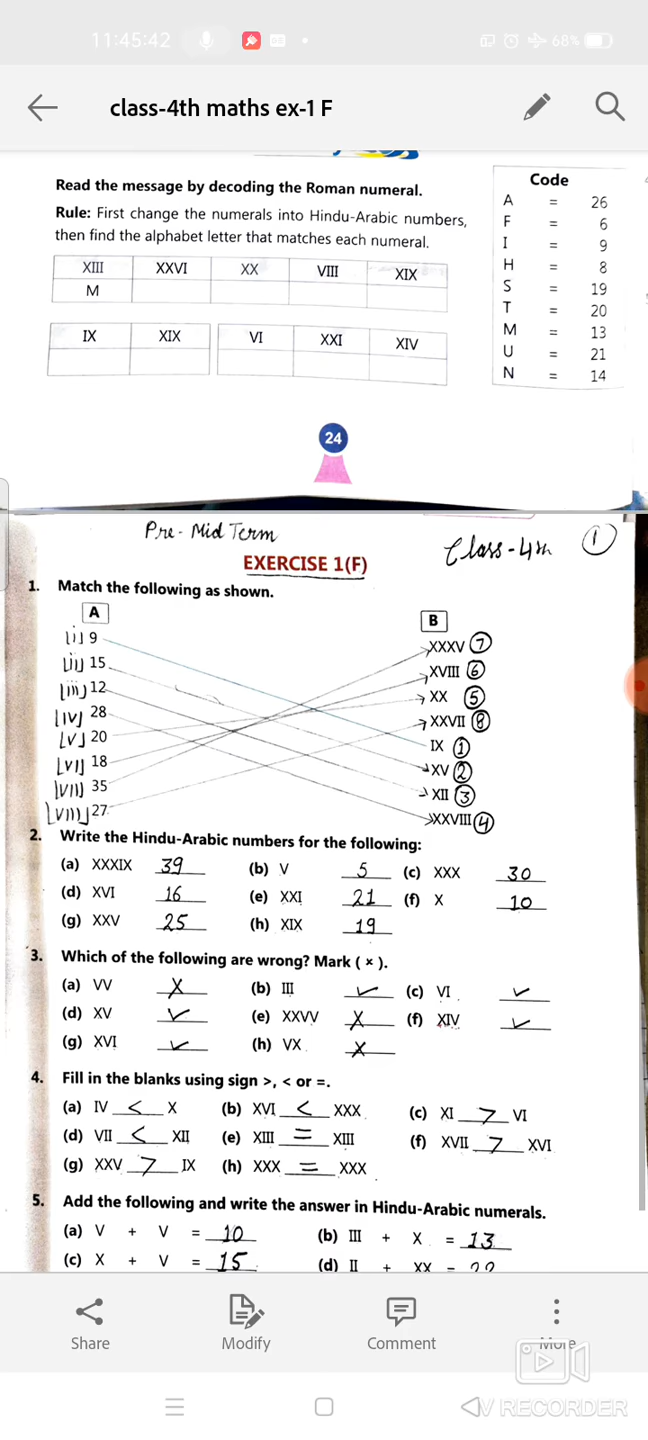 11:45:42
68%
class-4th maths ex-1 F
Read the message by decoding the Roman numeral.
Rule: First change the numerals into Hindu-Arabic numbers,
then find the alphabet letter that matches each numeral.
XIII XXVI XX VIII XIX
M
IX XIX VI XXI XIV
Code
A = 26
F = 6
I = 9
H = 8
S = 19
T = 20
M = 13
U = 21
N = 14
24
Pre-Mid Term
Class-4th 1
EXERCISE 1(F)
1. Match the following as shown.
A B
(i) 9 XXXV 7
(ii) 15 XVIII 6
(iii) 12 XX 5
(iv) 28 XXVII 8
(v) 20 IX 1
(vi) 18 XV 2
(vii) 35 XII 3
(viii) 27 XXVIII 4
2. Write the Hindu-Arabic numbers for the following:
(a) XXXIX 39 (b) V 5 (c) XXX 30
(d) XVI 16 (e) XXI 21 (f) X 10
(g) XXV 25 (h) XIX 19
3. Which of the following are wrong? Mark ( × ).
(a) VV × (b) III ✓ (c) VI ✓
(d) XV ✓ (e) XXVV × (f) XIV ✓
(g) XVI ✓ (h) VX ×
4. Fill in the blanks using sign >, < or =.
(a) IV < X (b) XVI < XXX (c) XI > VI
(d) VII < XII (e) XIII = XIII (f) XVII > XVI
(g) XXV > IX (h) XXX = XXX
5. Add the following and write the answer in Hindu-Arabic numerals.
(a) V + V = 10 (b) III + X = 13
(c) X + V = 15 (d) II + XX = 22
Share Modify Comment More
V RECORDER